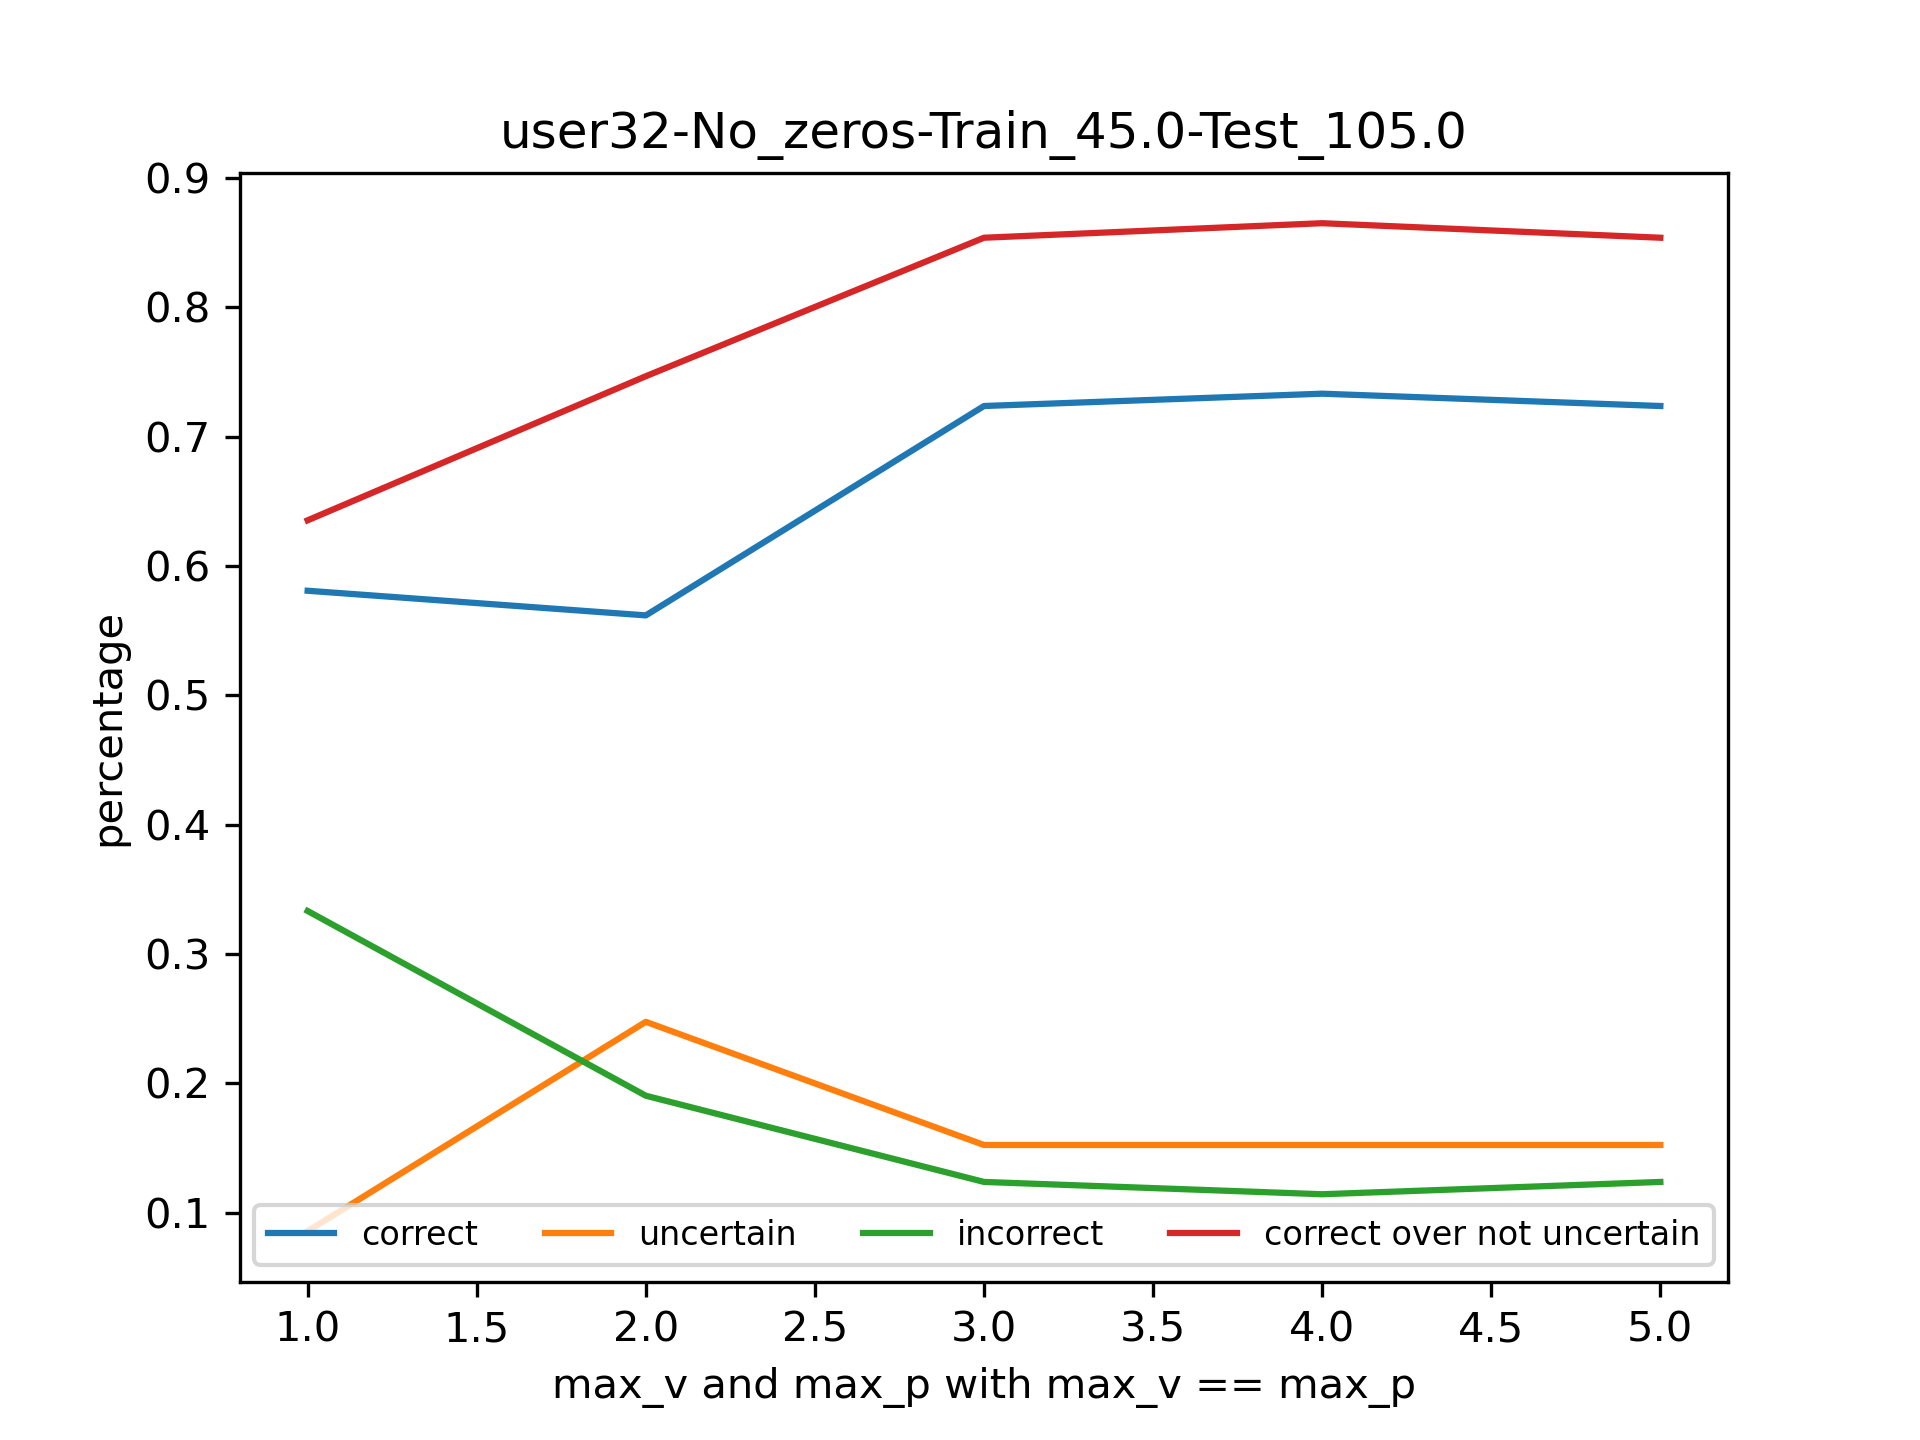 user32-No_zeros-Train_45.0-Test_105.0
0.9
0.8
0.7
0.6
0.5
0.4
0.3
0.2
0.1
percentage
correct
uncertain
incorrect
correct over not uncertain
1.0 1.5 2.0 2.5 3.0 3.5 4.0 4.5 5.0
max_v and max_p with max_v == max_p